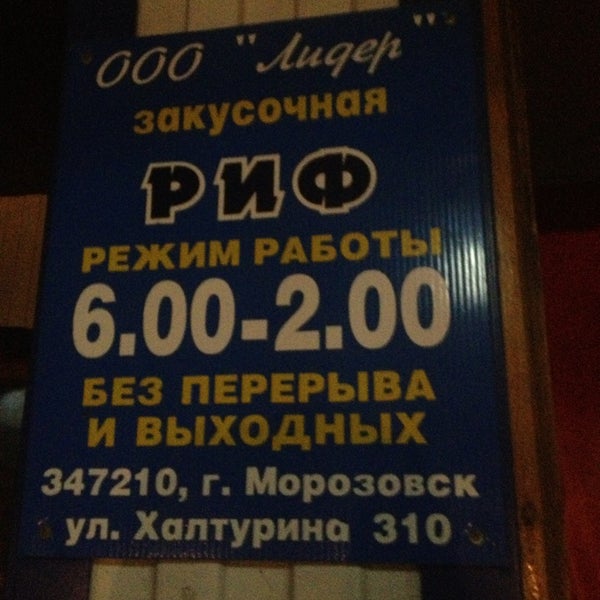 ООО "Лидер"
закусочная
РИФ
РЕЖИМ РАБОТЫ
6.00-2.00
БЕЗ ПЕРЕРЫВА
И ВЫХОДНЫХ
347210, г. Морозовск
ул. Халтурина 310